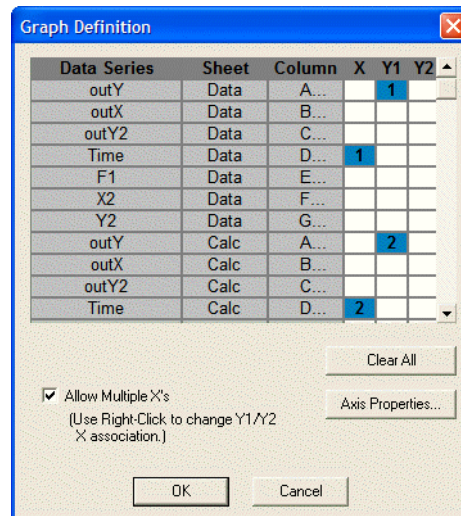 Graph Definition
Data Series Sheet Column X Y1 Y2
outY Data A... 1
outX Data B...
outY2 Data C...
Time Data D... 1
F1 Data E...
X2 Data F...
Y2 Data G...
outY Calc A... 2
outX Calc B...
outY2 Calc C...
Time Calc D... 2
Clear All
Allow Multiple X's
Axis Properties...
(Use Right-Click to change Y1/Y2
X association.)
OK Cancel